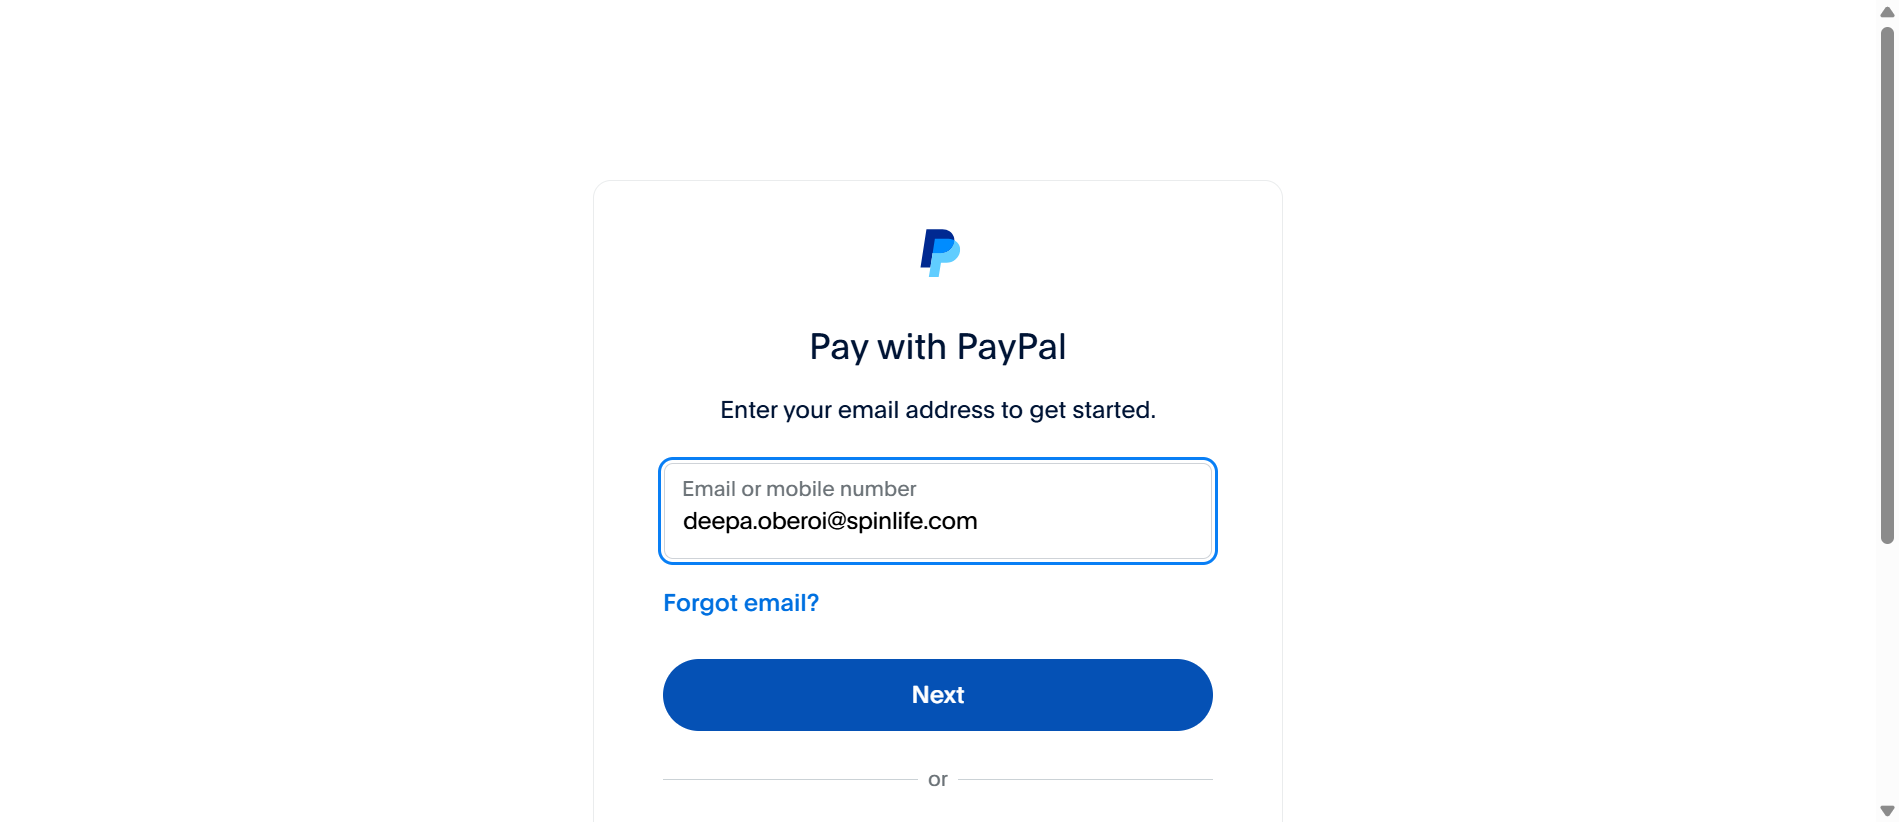 Pay with PayPal
Enter your email address to get started.
Email or mobile number
deepa.oberoi@spinlife.com
Forgot email?
Next
or